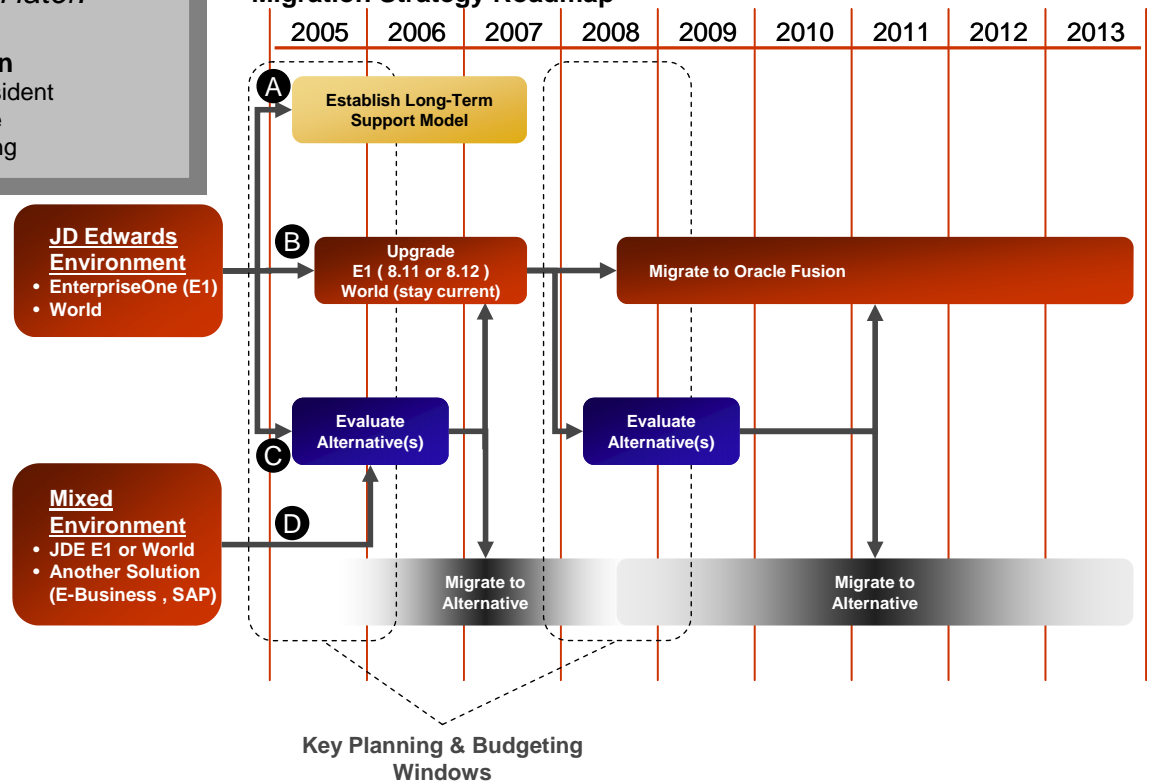 Migration Strategy Roadmap
2005 2006 2007 2008 2009 2010 2011 2012 2013
sident
A
Establish Long-Term
Support Model
JD Edwards
Environment
• EnterpriseOne (E1)
• World
B
Upgrade
E1 ( 8.11 or 8.12 )
World (stay current)
Migrate to Oracle Fusion
Evaluate
Alternative(s)
C
Evaluate
Alternative(s)
Mixed
Environment
• JDE E1 or World
• Another Solution
(E-Business , SAP)
D
Migrate to
Alternative
Migrate to
Alternative
Key Planning & Budgeting
Windows